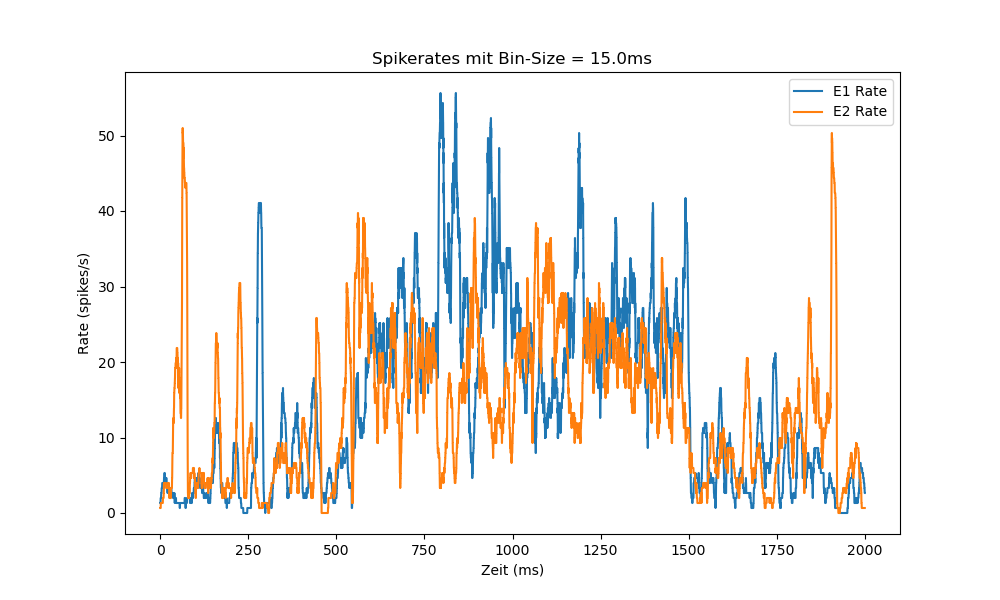 Spikerates mit Bin-Size = 15.0ms
E1 Rate
E2 Rate
Rate (spikes/s)
50
40
30
20
10
0
0 250 500 750 1000 1250 1500 1750 2000
Zeit (ms)